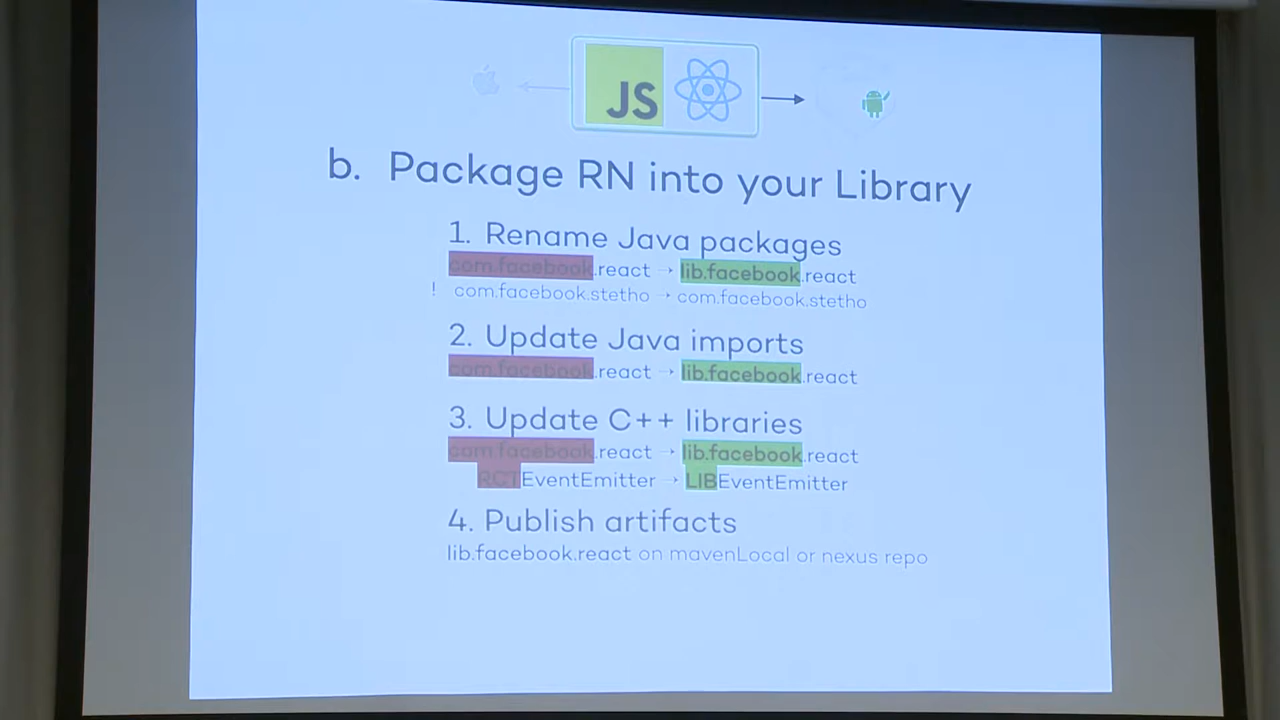 JS
b. Package RN into your Library
1. Rename Java packages
com.facebook.react → lib.facebook.react
! com.facebook.stetho → com.facebook.stetho
2. Update Java imports
com.facebook.react → lib.facebook.react
3. Update C++ libraries
com.facebook.react → lib.facebook.react
RCTEventEmitter → LIBEventEmitter
4. Publish artifacts
lib.facebook.react on mavenLocal or nexus repo